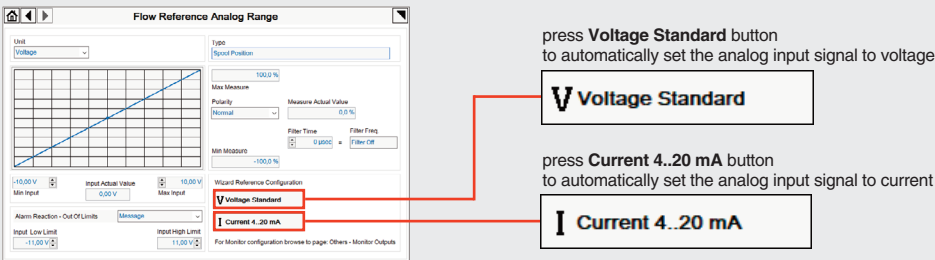 Flow Reference Analog Range
Unit
Voltage
Type
Spool Position
100,0 %
Max Measure
Polarity
Measure Actual Value
Normal
0,0 %
Filter Time
Filter Freq.
0 µsec
=
Filter Off
Min Measure
-100,0 %
-10,00 V
Input Actual Value
10,00 V
Min Input
0,00 V
Max Input
Wizard Reference Configuration
V Voltage Standard
I Current 4..20 mA
Alarm Reaction - Out Of Limits
Message
Input Low Limit
Input High Limit
-11,00 V
11,00 V
For Monitor configuration browse to page: Others - Monitor Outputs
press Voltage Standard button
to automatically set the analog input signal to voltage
V Voltage Standard
press Current 4..20 mA button
to automatically set the analog input signal to current
I Current 4..20 mA